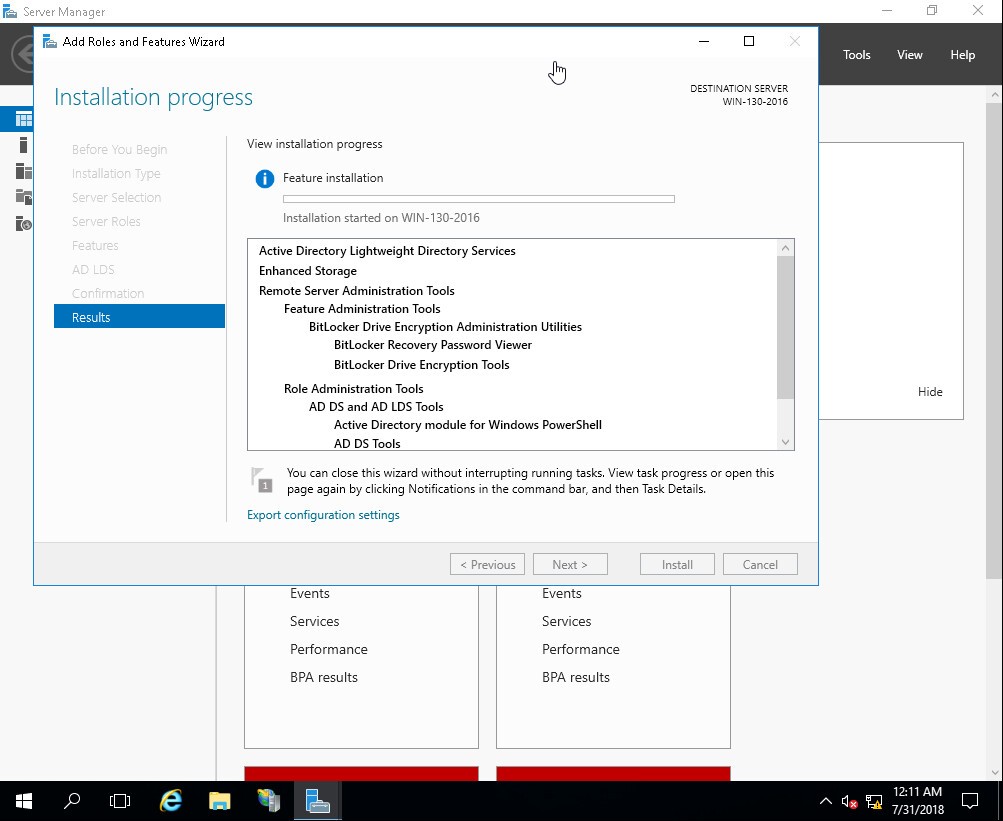 Server Manager
Add Roles and Features Wizard
Tools View Help
Installation progress
DESTINATION SERVER
WIN-130-2016
Before You Begin
Installation Type
Server Selection
Server Roles
Features
AD LDS
Confirmation
Results
View installation progress
Feature installation
Installation started on WIN-130-2016
Active Directory Lightweight Directory Services
Enhanced Storage
Remote Server Administration Tools
Feature Administration Tools
BitLocker Drive Encryption Administration Utilities
BitLocker Recovery Password Viewer
BitLocker Drive Encryption Tools
Role Administration Tools
AD DS and AD LDS Tools
Active Directory module for Windows PowerShell
AD DS Tools
Hide
1
You can close this wizard without interrupting running tasks. View task progress or open this
page again by clicking Notifications in the command bar, and then Task Details.
Export configuration settings
< Previous Next > Install Cancel
Events Events
Services Services
Performance Performance
BPA results BPA results
12:11 AM
7/31/2018